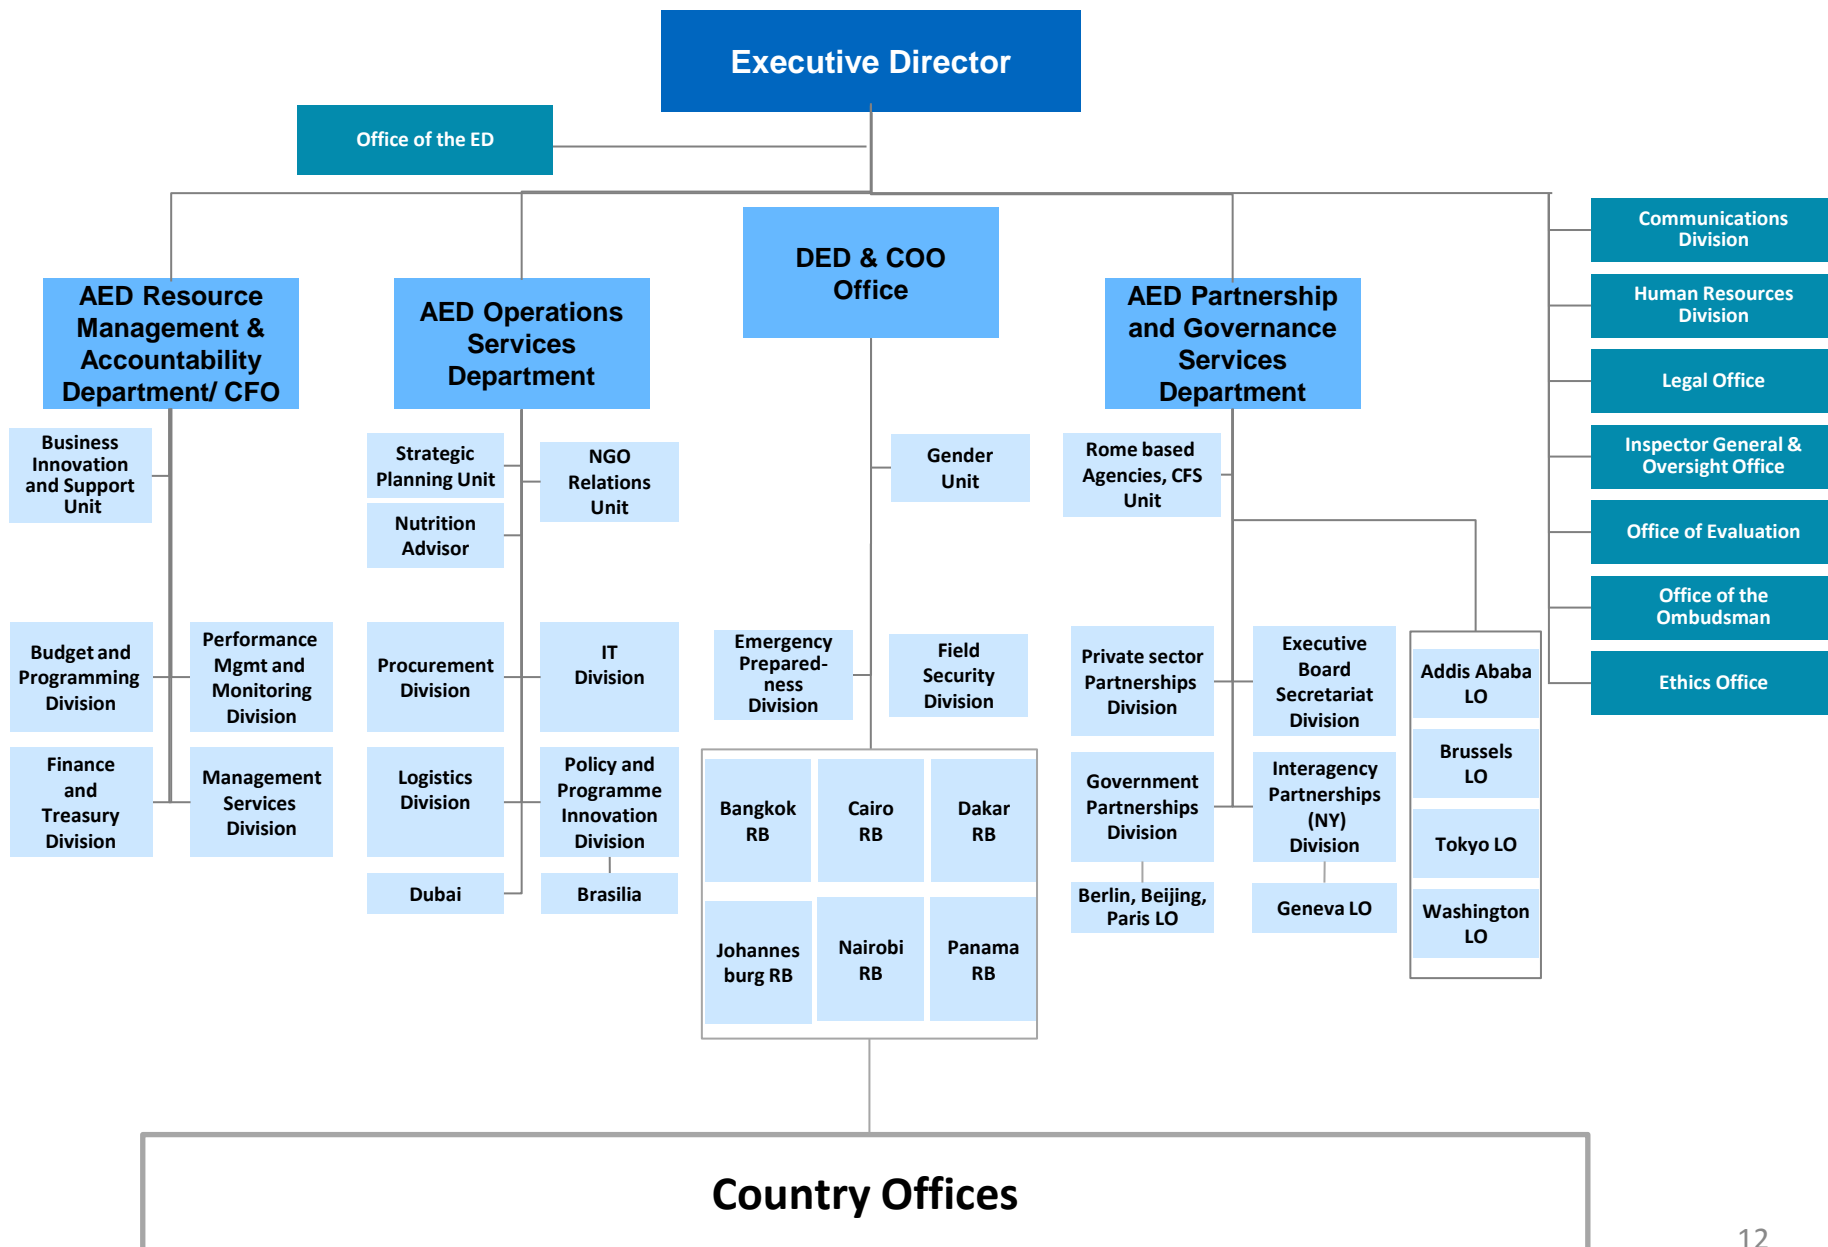 Executive Director
Office of the ED
DED & COO
Office
AED Resource
Management &
Accountability
Department/ CFO
AED Operations
Services
Department
AED Partnership
and Governance
Services
Department
Communications
Division
Human Resources
Division
Legal Office
Inspector General &
Oversight Office
Office of Evaluation
Office of the
Ombudsman
Ethics Office
Business
Innovation
and Support
Unit
Budget and
Programming
Division
Performance
Mgmt and
Monitoring
Division
Finance
and
Treasury
Division
Management
Services
Division
Strategic
Planning Unit
NGO
Relations
Unit
Nutrition
Advisor
Procurement
Division
IT
Division
Logistics
Division
Policy and
Programme
Innovation
Division
Dubai
Brasilia
Gender
Unit
Emergency
Prepared-
ness
Division
Field
Security
Division
Bangkok
RB
Cairo
RB
Dakar
RB
Johannes
burg RB
Nairobi
RB
Panama
RB
Rome based
Agencies, CFS
Unit
Private sector
Partnerships
Division
Executive
Board
Secretariat
Division
Government
Partnerships
Division
Interagency
Partnerships
(NY)
Division
Berlin, Beijing,
Paris LO
Geneva LO
Addis Ababa
LO
Brussels
LO
Tokyo LO
Washington
LO
Country Offices
12